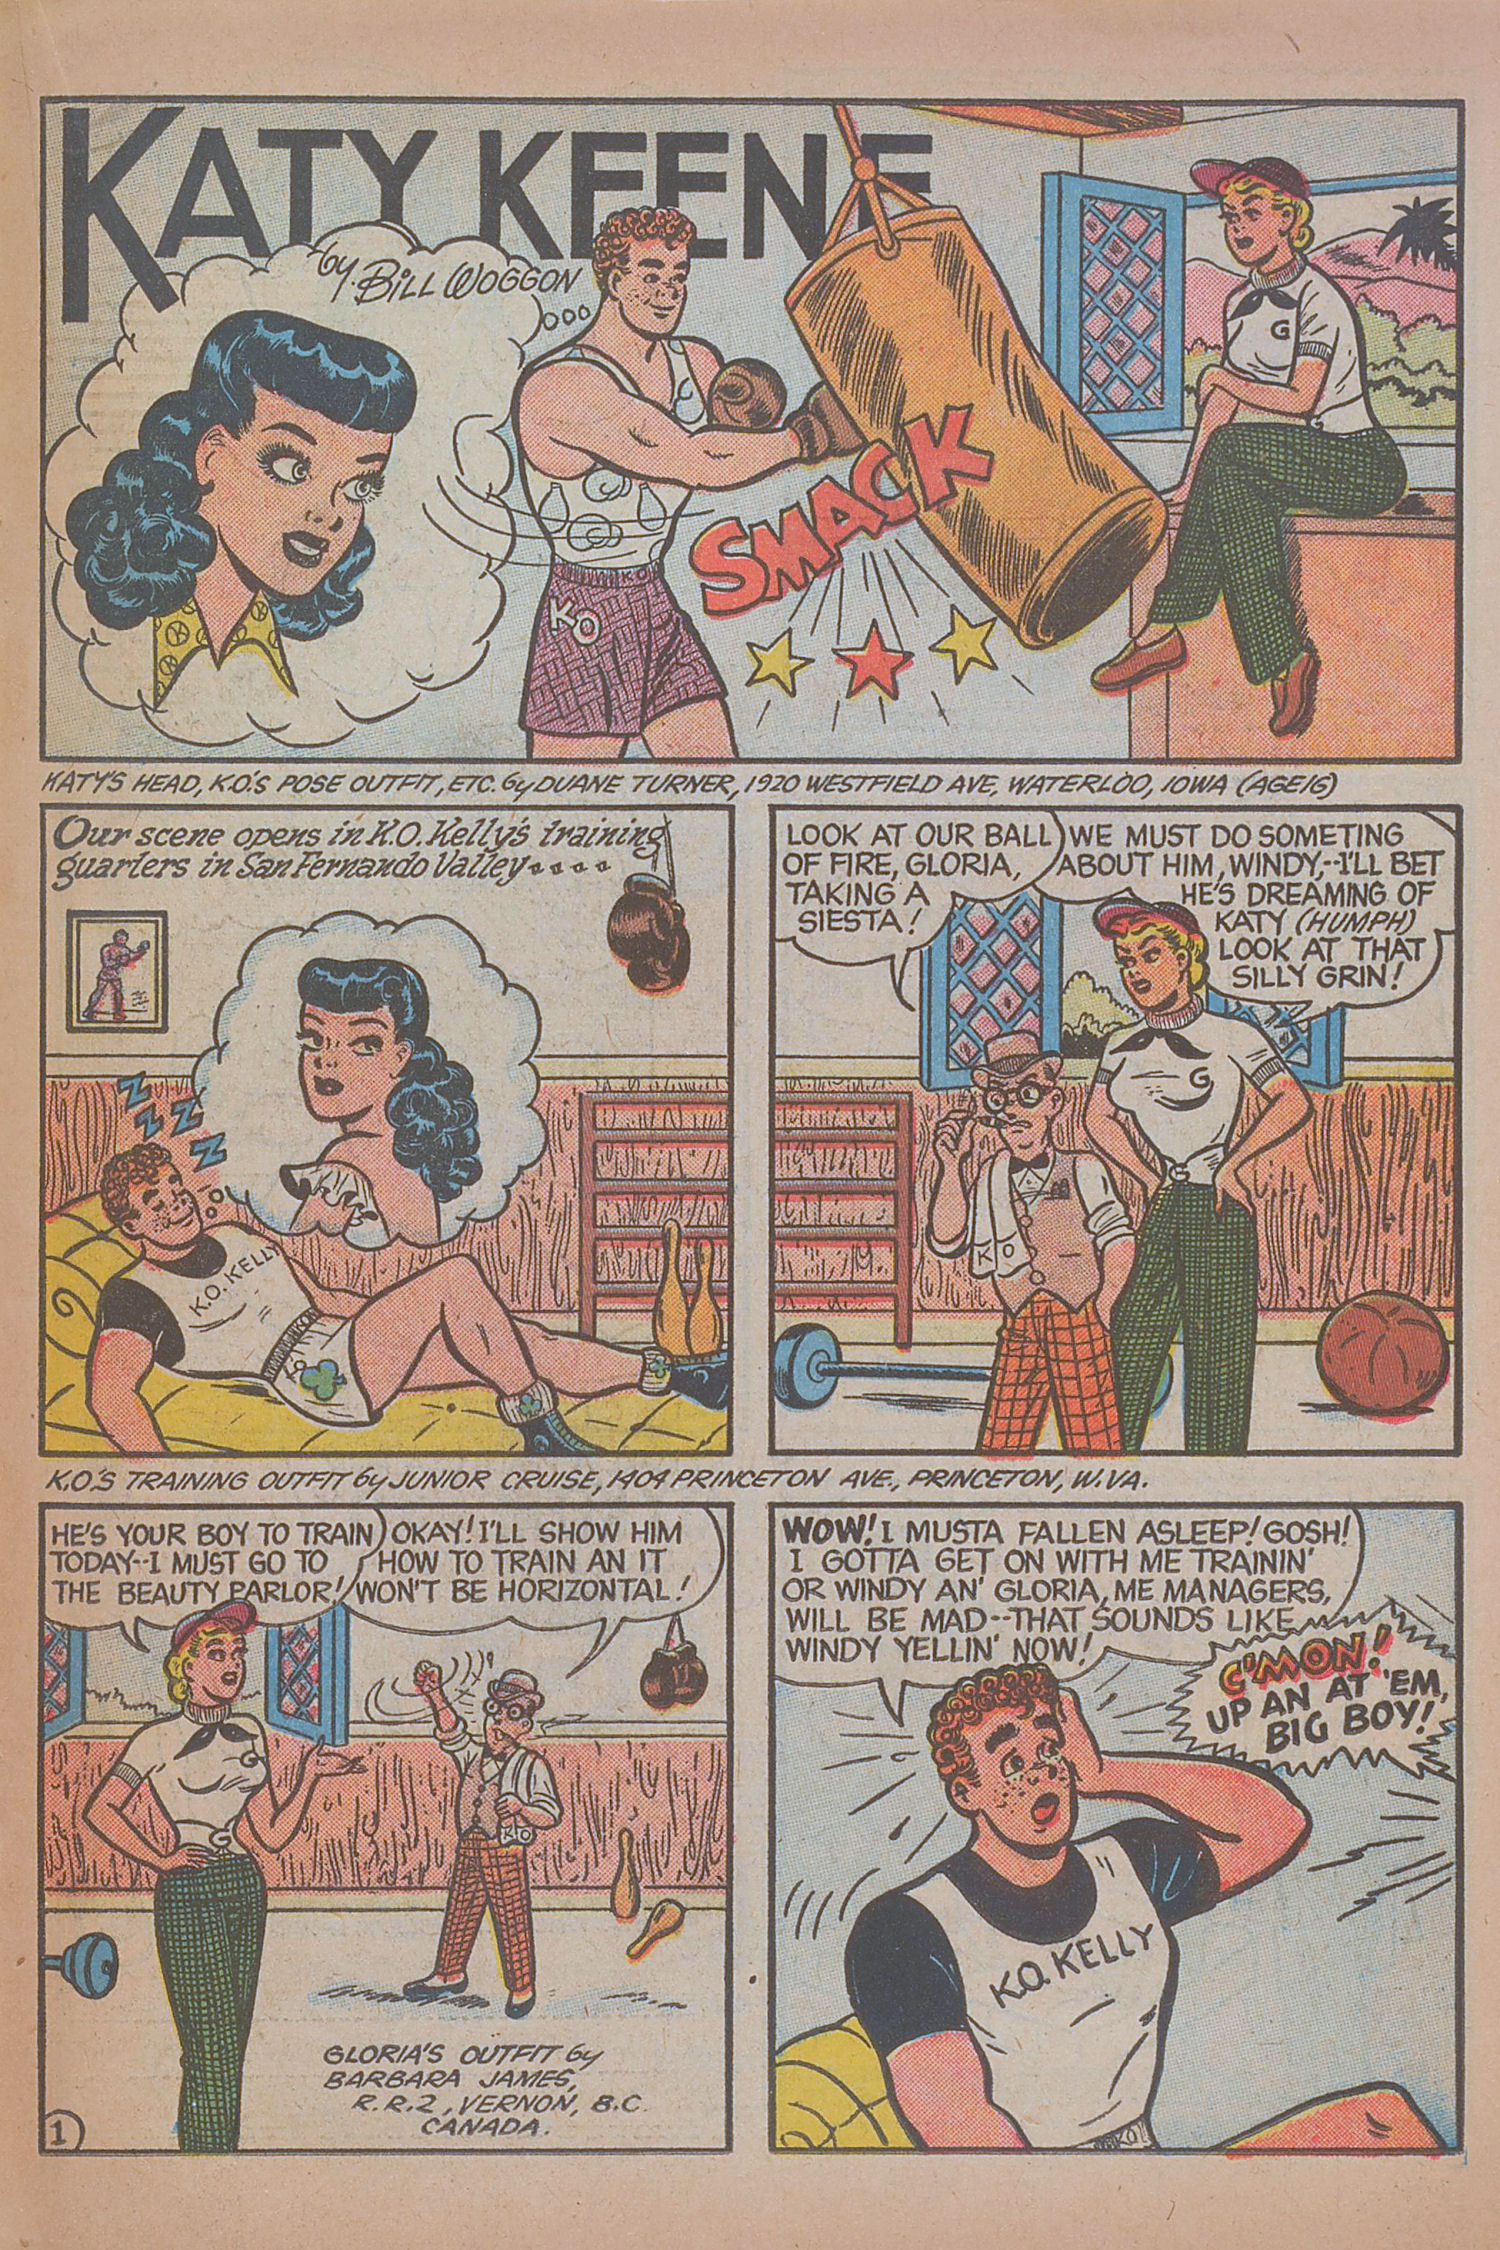 KATY KEENE
by BILL WOGGON
KO
KO
SMACK
G
G
K
KATY'S HEAD, K.O.'S POSE OUTFIT, ETC. by DUANE TURNER, 1920 WESTFIELD AVE, WATERLOO, IOWA (AGE 16)
Our scene opens in K.O. Kelly's training
quarters in San Fernando Valley----
Z
Z
Z
Z
K.O. KELLY
KO
KO
LOOK AT OUR BALL
OF FIRE, GLORIA,
TAKING A
SIESTA!
WE MUST DO SOMETING
ABOUT HIM, WINDY,--I'LL BET
HE'S DREAMING OF
KATY (HUMPH)
LOOK AT THAT
SILLY GRIN!
G
G
KO
K.O.'S TRAINING OUTFIT by JUNIOR CRUISE, 1404 PRINCETON AVE., PRINCETON, W.VA.
HE'S YOUR BOY TO TRAIN
TODAY--I MUST GO TO
THE BEAUTY PARLOR!
OKAY! I'LL SHOW HIM
HOW TO TRAIN AN IT
WON'T BE HORIZONTAL!
G
G
KO
GLORIA'S OUTFIT by
BARBARA JAMES,
R.R.2, VERNON, B.C.
CANADA.
1
WOW! I MUSTA FALLEN ASLEEP! GOSH!
I GOTTA GET ON WITH ME TRAININ'
OR WINDY AN' GLORIA, ME MANAGERS,
WILL BE MAD--THAT SOUNDS LIKE
WINDY YELLIN' NOW!
C'MON!
UP AN AT 'EM,
BIG BOY!
K.O. KELLY
KO